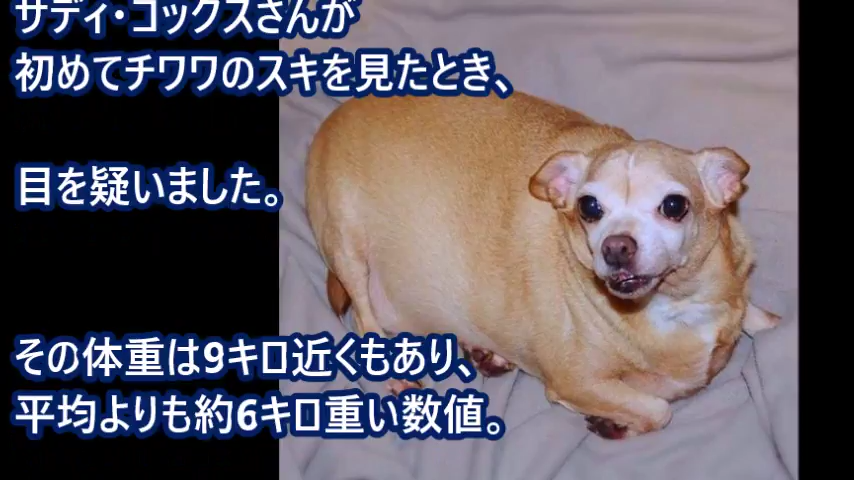 サディ・コックスさんが
初めてチワワのスキを見たとき、
目を疑いました。
その体重は9キロ近くもあり、
平均よりも約6キロ重い数値。